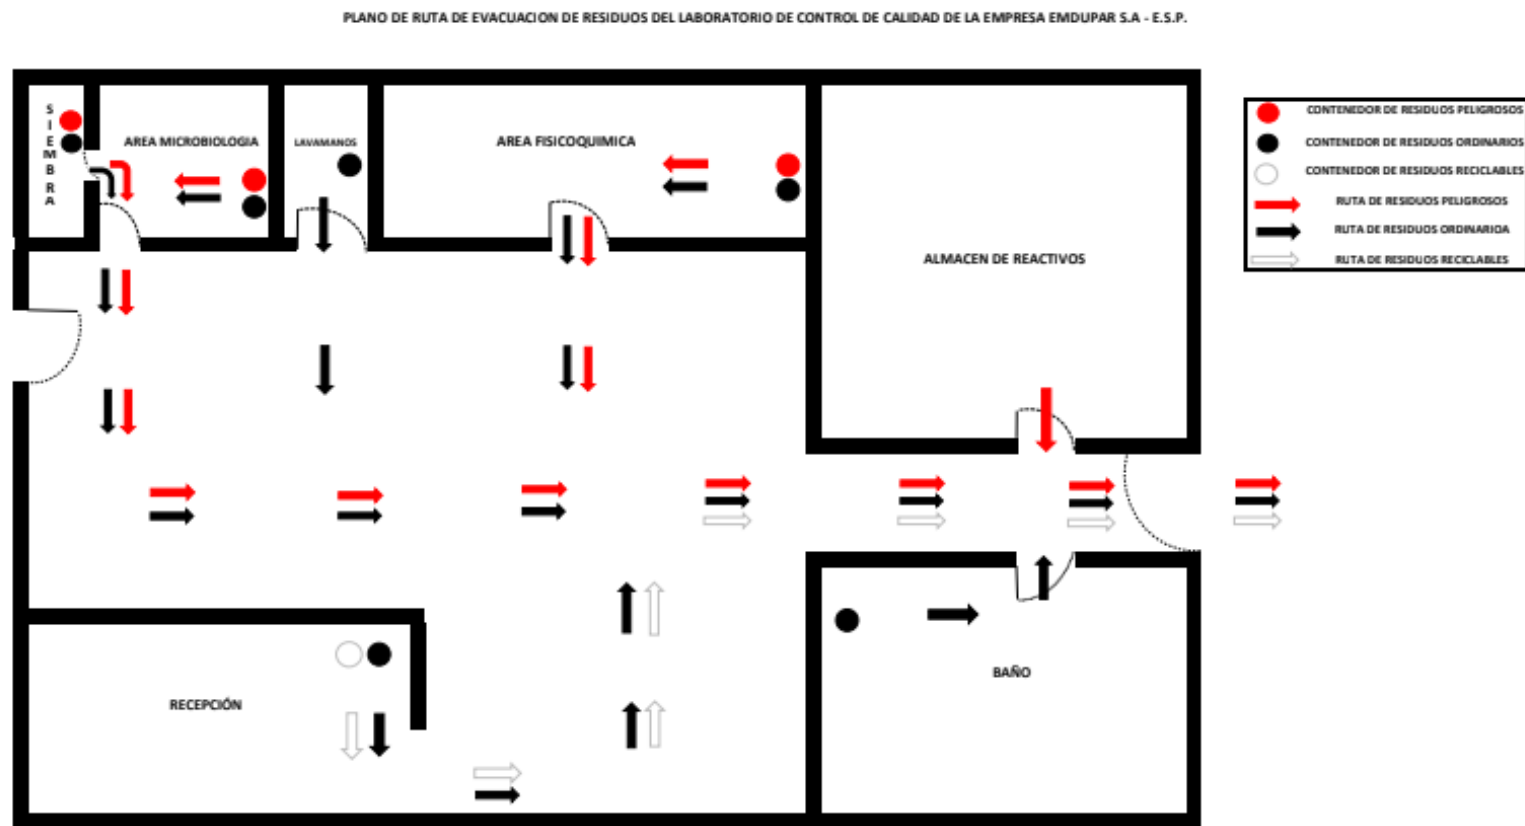 PLANO DE RUTA DE EVACUACION DE RESIDUOS DEL LABORATORIO DE CONTROL DE CALIDAD DE LA EMPRESA EMDUPAR S.A - E.S.P.
SIEMBRA
AREA MICROBIOLOGIA
LAVAMANOS
AREA FISICOQUIMICA
ALMACEN DE REACTIVOS
CONTENEDOR DE RESIDUOS PELIGROSOS
CONTENEDOR DE RESIDUOS ORDINARIOS
CONTENEDOR DE RESIDUOS RECICLABLES
RUTA DE RESIDUOS PELIGROSOS
RUTA DE RESIDUOS ORDINARIOA
RUTA DE RESIDUOS RECICLABLES
RECEPCIÓN
BAÑO